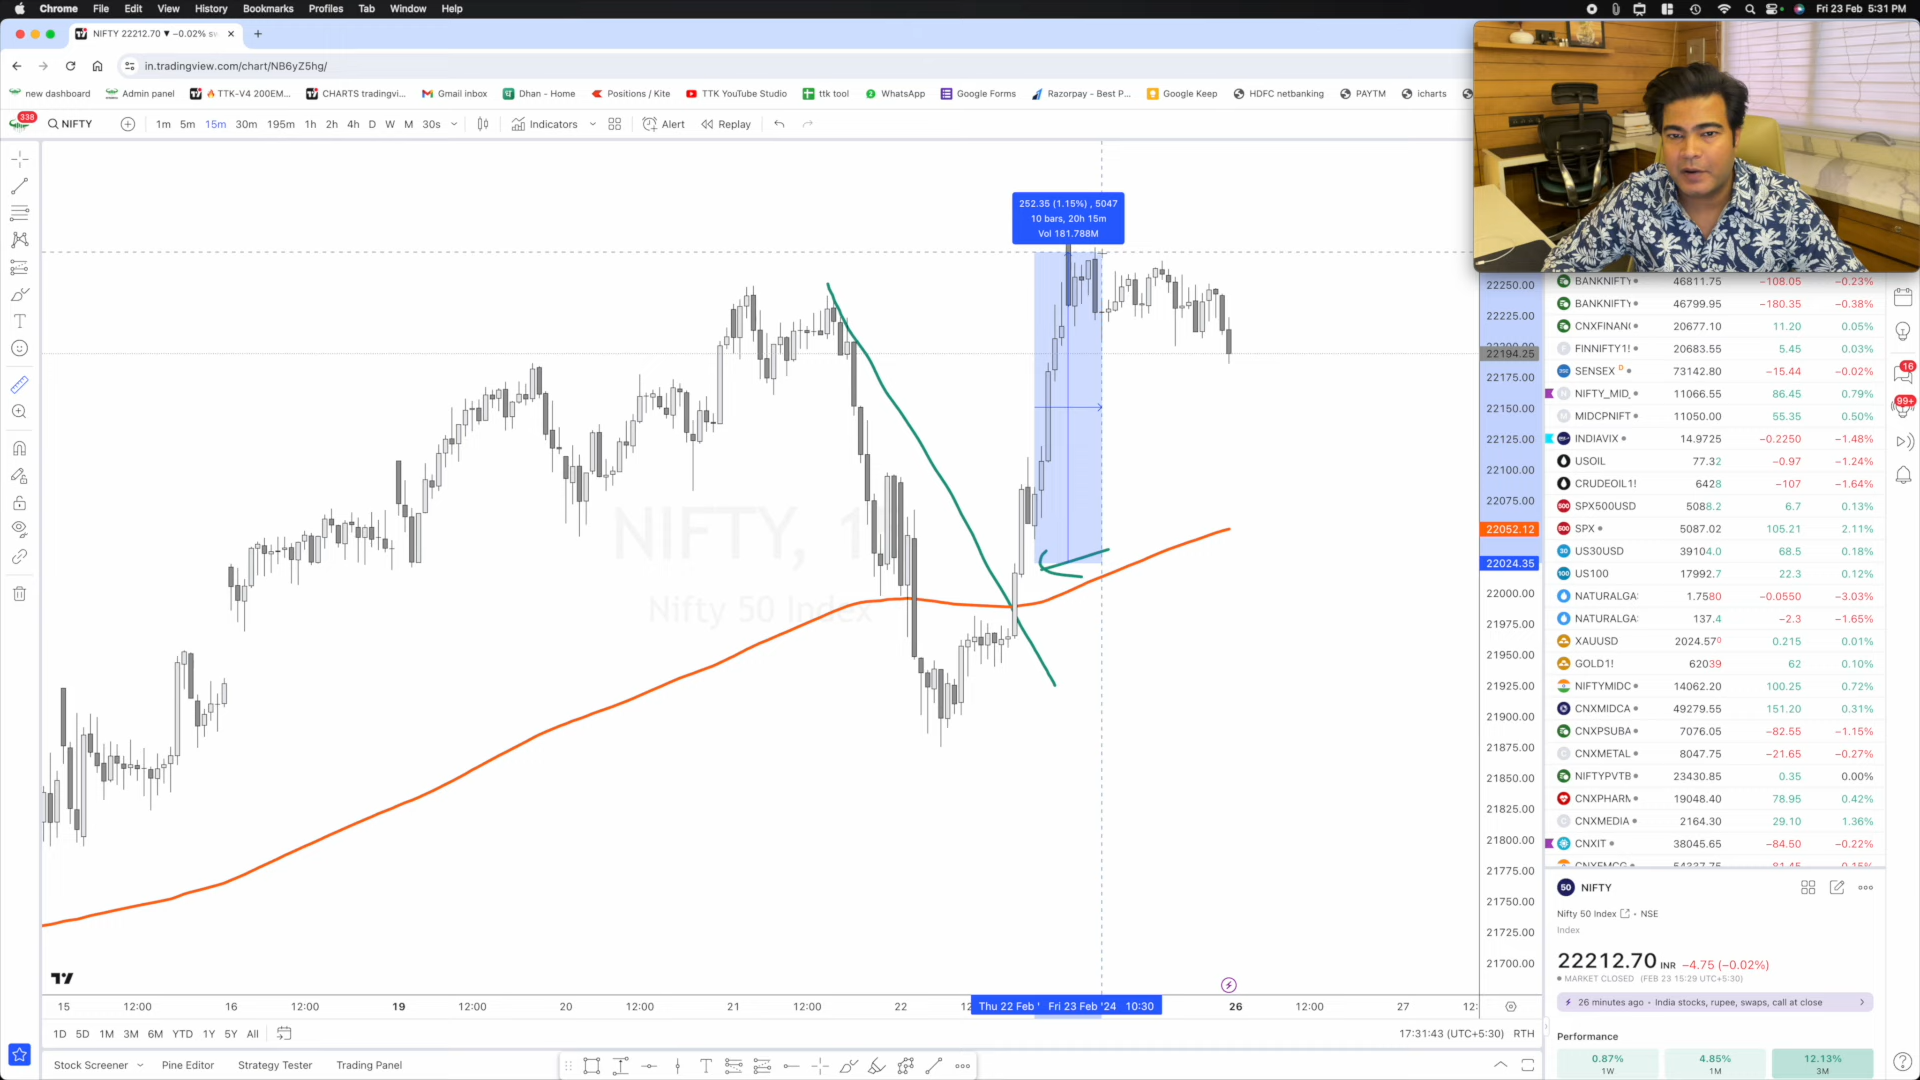 Chrome File Edit View History Bookmarks Profiles Tab Window Help
Fri 23 Feb 5:31 PM
NIFTY 22212.70 ▼ −0.02%
in.tradingview.com/chart/NB6yZ5hg/
new dashboard Admin panel TTK-V4 200EM... CHARTS tradingvi... Gmail inbox Dhan - Home Positions / Kite TTK YouTube Studio ttk tool WhatsApp Google Forms Razorpay - Best P... Google Keep HDFC netbanking PAYTM icharts
338
NIFTY 1m 5m 15m 30m 195m 1h 2h 4h D W M 30s Indicators Alert Replay
252.35 (1.15%) , 5047
10 bars, 20h 15m
Vol 181.788M
NIFTY, 1
Nifty 50 Index
22250.00
22225.00
22194.25
22175.00
22150.00
22125.00
22100.00
22075.00
22052.12
22024.35
22000.00
21975.00
21950.00
21925.00
21900.00
21875.00
21850.00
21825.00
21800.00
21775.00
21750.00
21725.00
21700.00
BANKNIFTY 46811.75 −108.05 −0.23%
BANKNIFTY 46799.95 −180.35 −0.38%
CNXFINAN 20677.10 11.20 0.05%
FINNIFTY1! 20683.55 5.45 0.03%
SENSEX D 73142.80 −15.44 −0.02%
NIFTY_MID_ 11066.55 86.45 0.79%
MIDCPNIFT 11050.00 55.35 0.50%
INDIAVIX 14.9725 −0.2250 −1.48%
USOIL 77.32 −0.97 −1.24%
CRUDEOIL1! 6428 −107 −1.64%
SPX500USD 5088.2 6.7 0.13%
SPX 5087.02 105.21 2.11%
US30USD 39104.0 68.5 0.18%
US100 17992.7 22.3 0.12%
NATURALGA 1.7580 −0.0550 −3.03%
NATURALGA 137.4 −2.3 −1.65%
XAUUSD 2024.570 0.215 0.01%
GOLD1! 62039 62 0.10%
NIFTYMIDC 14062.20 100.25 0.72%
CNXMIDCA 49279.55 151.20 0.31%
CNXPSUBA 7076.05 −82.55 −1.15%
CNXMETAL 8047.75 −21.65 −0.27%
NIFTYPVTB 23430.85 0.35 0.00%
CNXPHARM 19048.40 78.95 0.42%
CNXMEDIA 2164.30 29.10 1.36%
CNXIT 38045.65 −84.50 −0.22%
16
99+
50 NIFTY
Nifty 50 Index • NSE
Index
22212.70 INR −4.75 (−0.02%)
MARKET CLOSED (FEB 23 15:29 UTC+5:30)
26 minutes ago • India stocks, rupee, swaps, call at close
Performance
0.87% 4.85% 12.13%
1W 1M 3M
15 12:00 16 12:00 19 12:00 20 12:00 21 12:00 22 Thu 22 Feb ' Fri 23 Feb '24 10:30 26 12:00 27
1D 5D 1M 3M 6M YTD 1Y 5Y All
17:31:43 (UTC+5:30) RTH
Stock Screener Pine Editor Strategy Tester Trading Panel